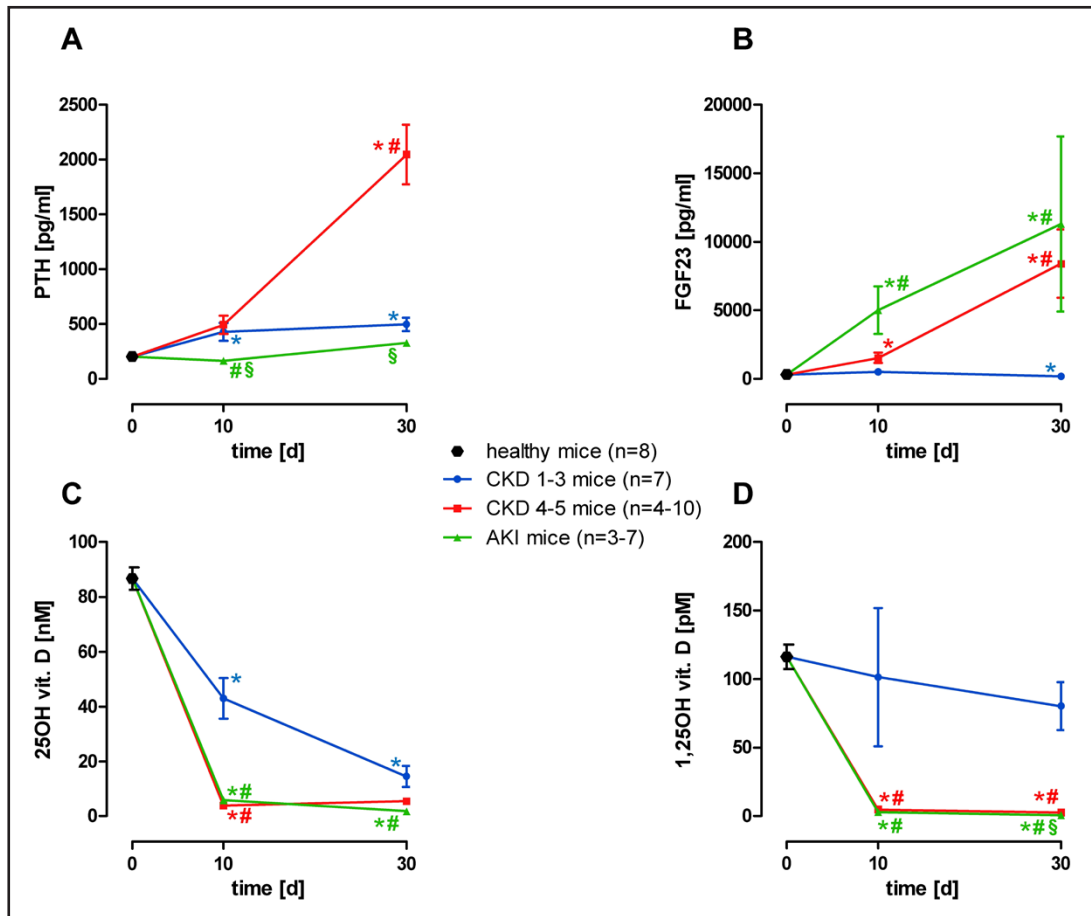 A
PTH [pg/ml]
2500
2000
1500
1000
500
0
* #
*
*
# §
§
0 10 30
time [d]
B
FGF23 [pg/ml]
20000
15000
10000
5000
0
*#
*#
*#
*
*
0 10 30
time [d]
healthy mice (n=8)
CKD 1-3 mice (n=7)
CKD 4-5 mice (n=4-10)
AKI mice (n=3-7)
C
25OH vit. D [nM]
100
80
60
40
20
0
*
*
*#
*#
*#
0 10 30
time [d]
D
1,25OH vit. D [pM]
200
150
100
50
0
*#
*#
*#
*# §
0 10 30
time [d]